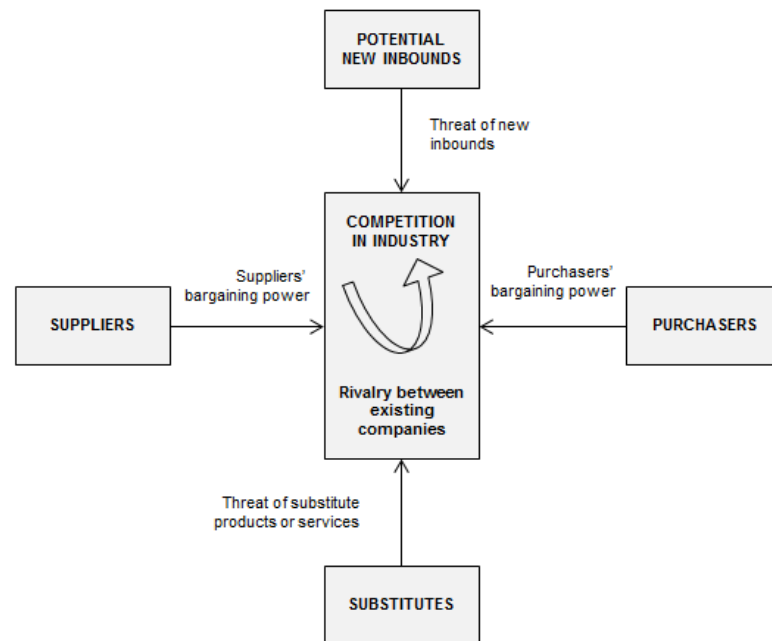 POTENTIAL
NEW INBOUNDS
Threat of new
inbounds
COMPETITION
IN INDUSTRY
Suppliers'
bargaining power
Purchasers'
bargaining power
SUPPLIERS
PURCHASERS
Rivalry between
existing
companies
Threat of substitute
products or services
SUBSTITUTES